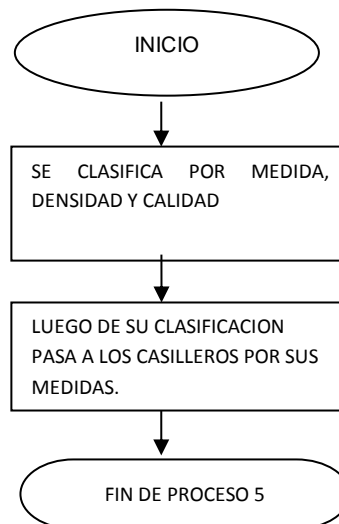 INICIO
SE CLASIFICA POR MEDIDA,
DENSIDAD Y CALIDAD
LUEGO DE SU CLASIFICACION
PASA A LOS CASILLEROS POR SUS
MEDIDAS.
FIN DE PROCESO 5